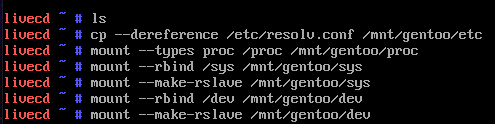 livecd ~ # ls
livecd ~ # cp --dereference /etc/resolv.conf /mnt/gentoo/etc
livecd ~ # mount --types proc /proc /mnt/gentoo/proc
livecd ~ # mount --rbind /sys /mnt/gentoo/sys
livecd ~ # mount --make-rslave /mnt/gentoo/sys
livecd ~ # mount --rbind /dev /mnt/gentoo/dev
livecd ~ # mount --make-rslave /mnt/gentoo/dev